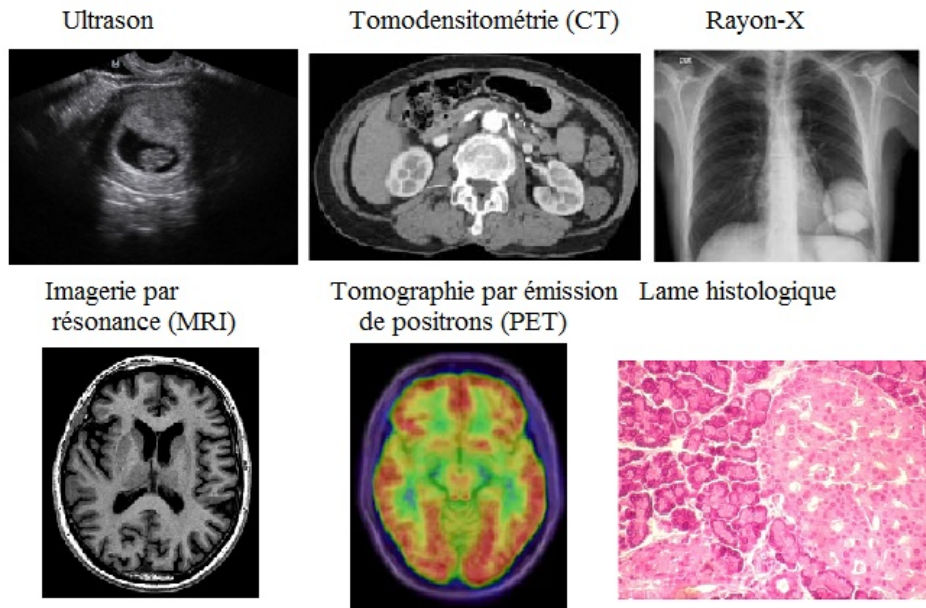 Ultrason
Tomodensitométrie (CT)
Rayon-X
Imagerie par
résonance (MRI)
Tomographie par émission
de positrons (PET)
Lame histologique